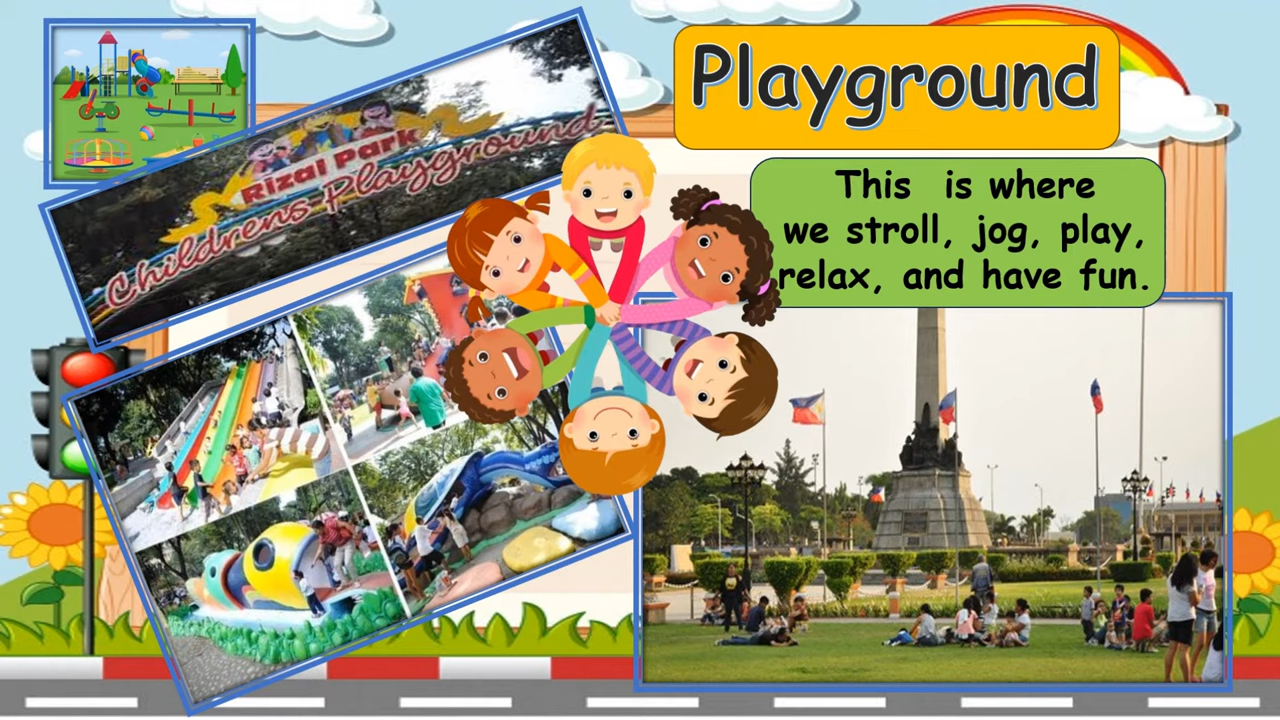 Playground
This is where
we stroll, jog, play,
relax, and have fun.
Rizal Park
Childrens Playground